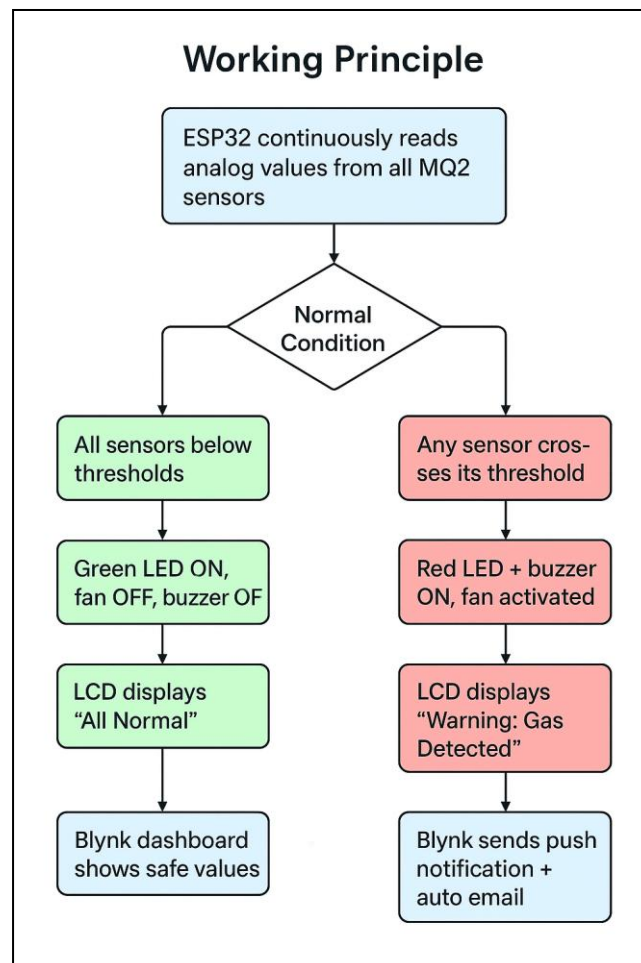 Working Principle
ESP32 continuously reads
analog values from all MQ2
sensors
Normal
Condition
All sensors below
thresholds
Green LED ON,
fan OFF, buzzer OF
LCD displays
“All Normal”
Blynk dashboard
shows safe values
Any sensor cros-
ses its threshold
Red LED + buzzer
ON, fan activated
LCD displays
“Warning: Gas
Detected”
Blynk sends push
notification +
auto email